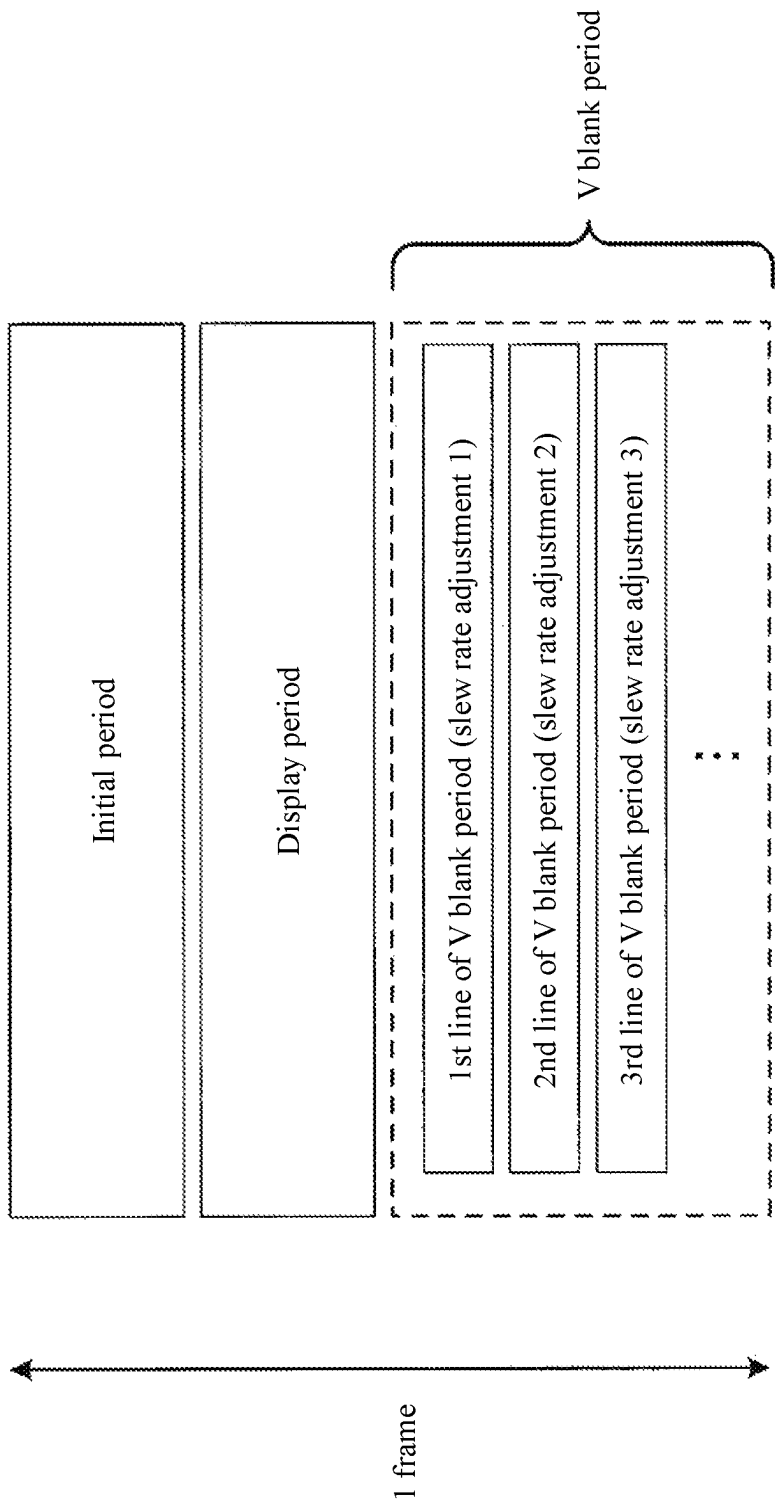 1 frame
Initial period
Display period
1st line of V blank period (slew rate adjustment 1)
2nd line of V blank period (slew rate adjustment 2)
3rd line of V blank period (slew rate adjustment 3)
V blank period